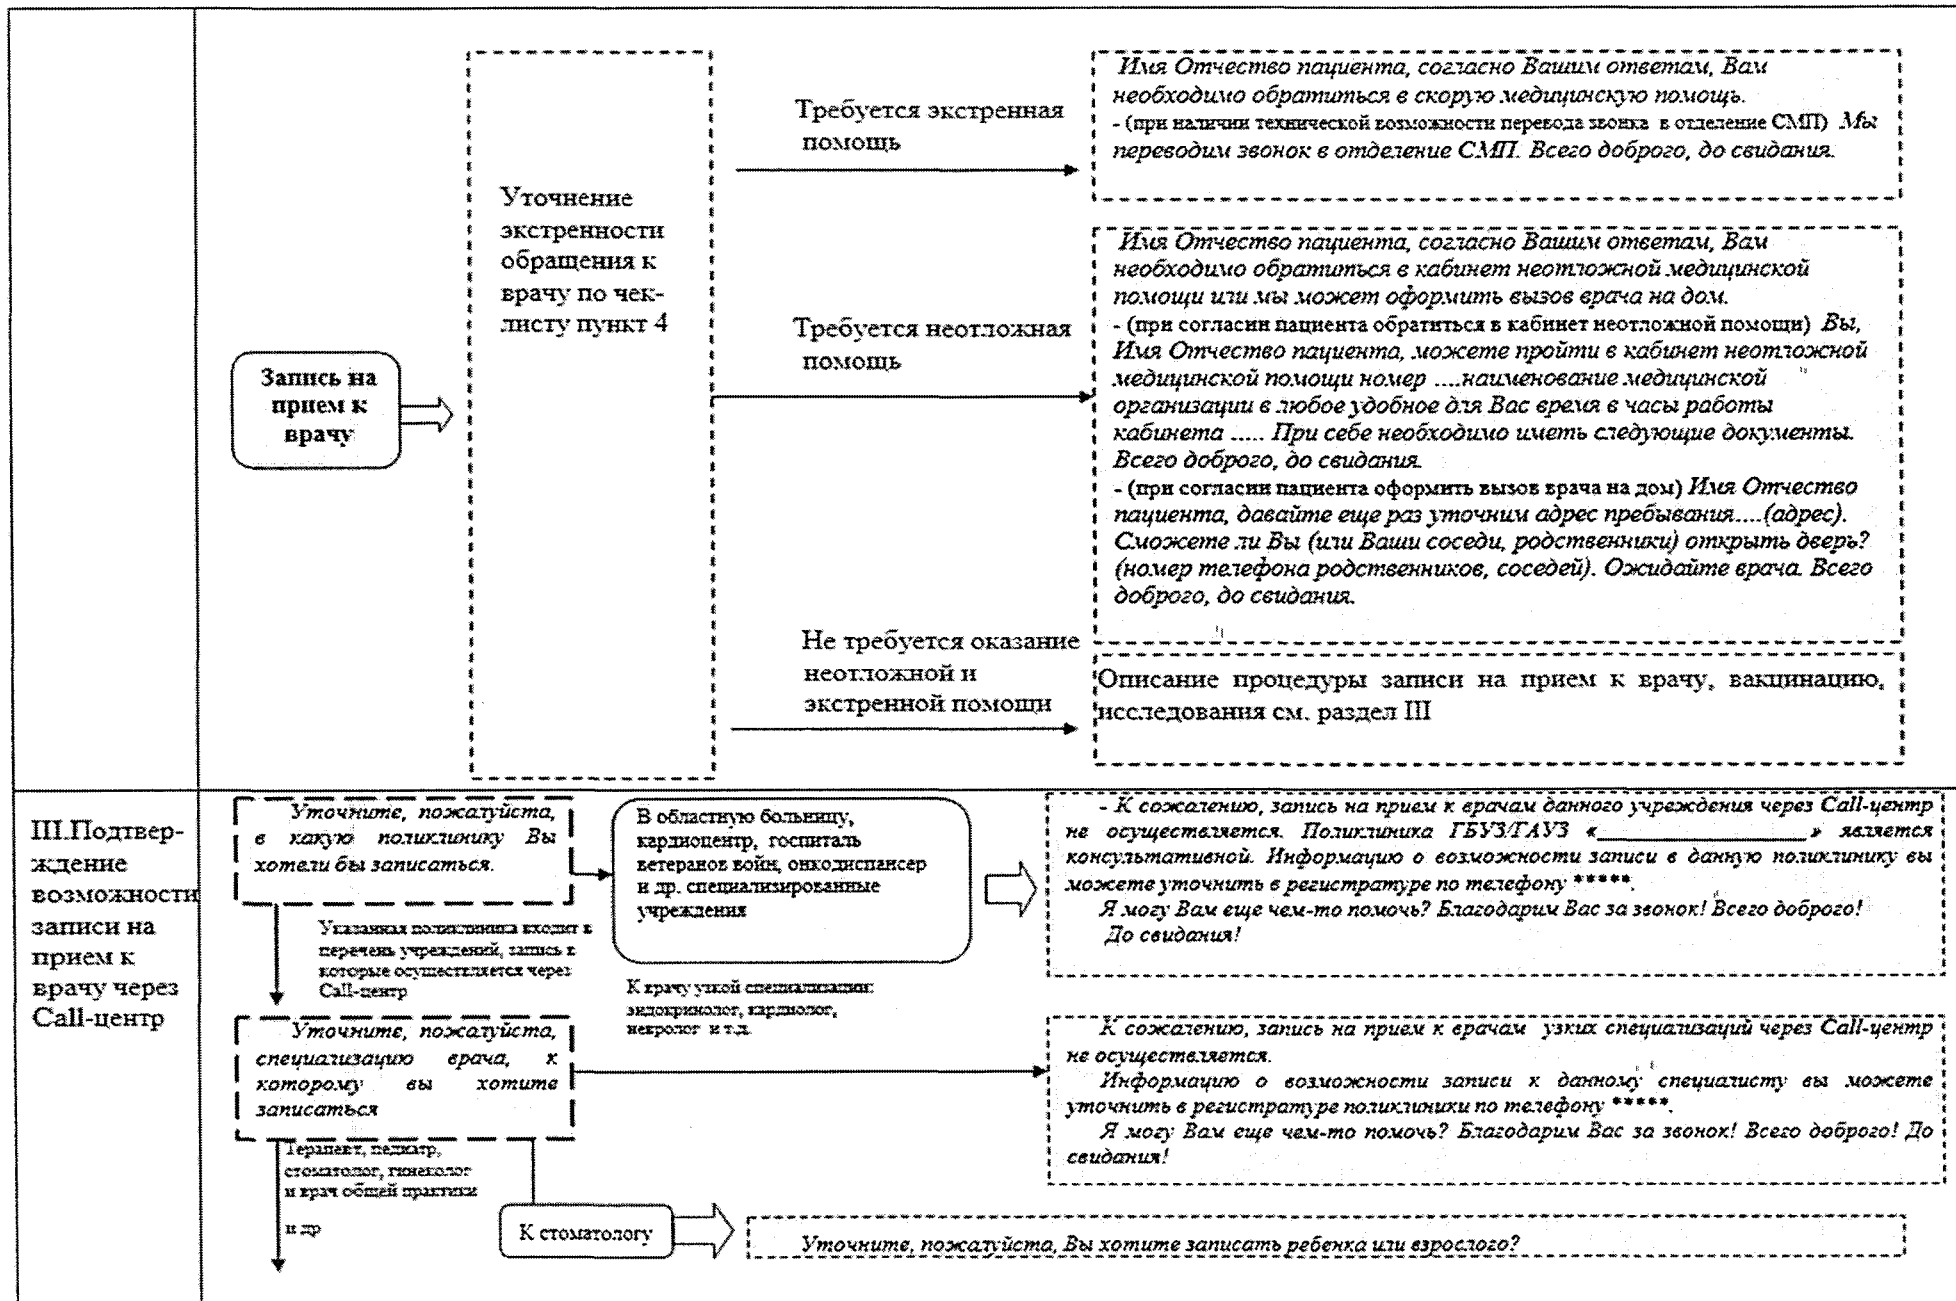 Запись на
прием к
врачу
Уточнение
экстренности
обращения к
врачу по чек-
листу пункт 4
Требуется экстренная
помощь
Имя Отчество пациента, согласно Вашим ответам, Вам
необходимо обратиться в скорую медицинскую помощь.
- (при наличии технической возможности перевода звонка в отделение СМП) Мы
переводим звонок в отделение СМП. Всего доброго, до свидания.
Требуется неотложная
помощь
Имя Отчество пациента, согласно Вашим ответам, Вам
необходимо обратиться в кабинет неотложной медицинской
помощи или мы может оформить вызов врача на дом.
- (при согласии пациента обратиться в кабинет неотложной помощи) Вы,
Имя Отчество пациента, можете пройти в кабинет неотложной
медицинской помощи номер ....наименование медицинской
организации в любое удобное для Вас время в часы работы
кабинета ..... При себе необходимо иметь следующие документы.
Всего доброго, до свидания.
- (при согласии пациента оформить вызов врача на дом) Имя Отчество
пациента, давайте еще раз уточним адрес пребывания....(адрес).
Сможете ли Вы (или Ваши соседи, родственники) открыть дверь?
(номер телефона родственников, соседей). Ожидайте врача. Всего
доброго, до свидания.
Не требуется оказание
неотложной и
экстренной помощи
Описание процедуры записи на прием к врачу, вакцинацию,
исследования см. раздел III
III.Подтвер-
ждение
возможности
записи на
прием к
врачу через
Call-центр
Уточните, пожалуйста,
в какую поликлинику Вы
хотели бы записаться.
В областную больницу,
кардиоцентр, госпиталь
ветеранов войн, онкодиспансер
и др. специализированные
учреждения
- К сожалению, запись на прием к врачам данного учреждения через Call-центр
не осуществляется. Поликлиника ГБУЗ/ГАУЗ «________________» является
консультативной. Информацию о возможности записи в данную поликлинику вы
можете уточнить в регистратуре по телефону *****.
Я могу Вам еще чем-то помочь? Благодарим Вас за звонок! Всего доброго!
До свидания!
Указанная поликлиника входит в
перечень учреждений, запись в
которые осуществляется через
Call-центр
К врачу узкой специализации:
эндокринолог, кардиолог,
невролог и т.д.
Уточните, пожалуйста,
специализацию врача, к
которому вы хотите
записаться
К сожалению, запись на прием к врачам узких специализаций через Call-центр
не осуществляется.
Информацию о возможности записи к данному специалисту вы можете
уточнить в регистратуре поликлиники по телефону *****.
Я могу Вам еще чем-то помочь? Благодарим Вас за звонок! Всего доброго! До
свидания!
Терапевт, педиатр,
стоматолог, гинеколог
и врач общей практики
и др
К стоматологу
Уточните, пожалуйста, Вы хотите записать ребенка или взрослого?